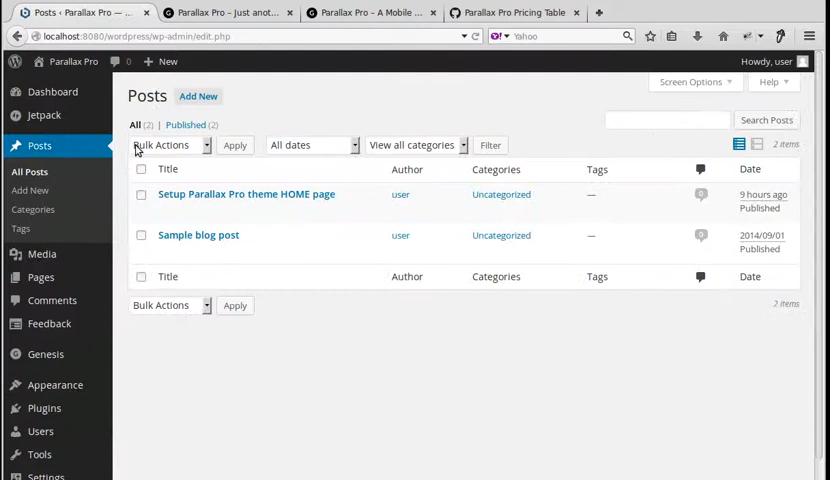 Posts ‹ Parallax Pro — ... × Parallax Pro – Just anot... × Parallax Pro – A Mobile ... × Parallax Pro Pricing Table × +
localhost:8080/wordpress/wp-admin/edit.php Yahoo
Parallax Pro 0 + New Howdy, user
Dashboard
Jetpack
Posts
All Posts
Add New
Categories
Tags
Media
Pages
Comments
Feedback
Genesis
Appearance
Plugins
Users
Tools
Settings
Screen Options Help
Posts Add New
All (2) | Published (2)
Search Posts
Bulk Actions Apply All dates View all categories Filter 2 items
Title Author Categories Tags Date
Setup Parallax Pro theme HOME page user Uncategorized — 0 9 hours ago
Published
Sample blog post user Uncategorized — 0 2014/09/01
Published
Title Author Categories Tags Date
Bulk Actions Apply 2 items